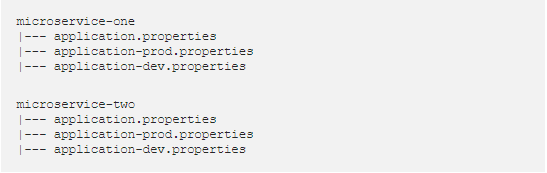 microservice-one
|--- application.properties
|--- application-prod.properties
|--- application-dev.properties
microservice-two
|--- application.properties
|--- application-prod.properties
|--- application-dev.properties